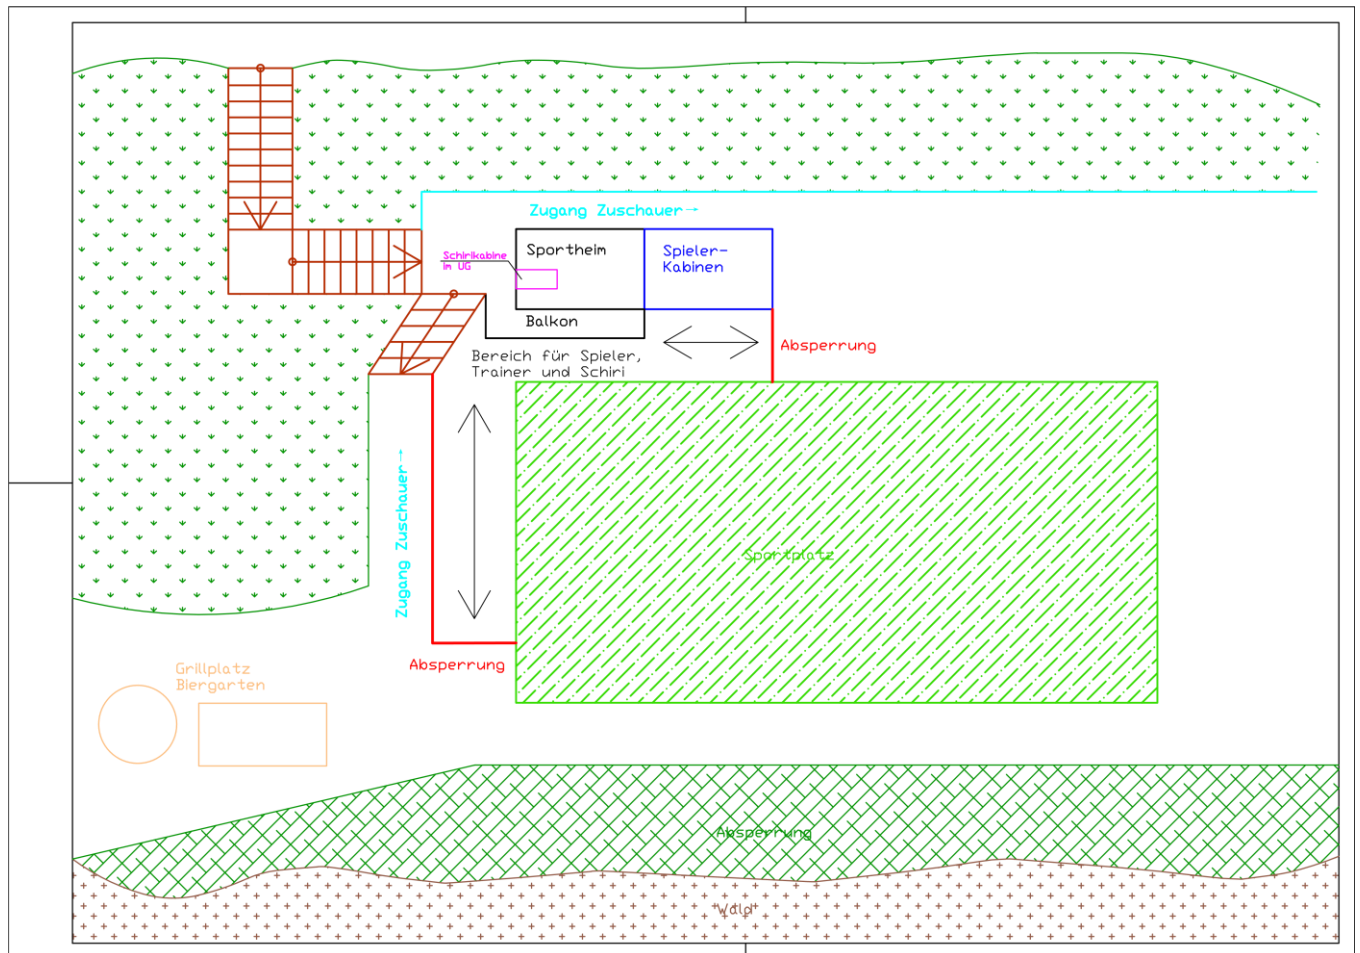 Zugang Zuschauer→
Sportheim
Spieler-
Kabinen
Schirikabine
im UG
Balkon
Absperrung
Bereich für Spieler,
Trainer und Schiri
Zugang Zuschauer→
Sportplatz
Absperrung
Grillplatz
Biergarten
Absperrung
Wald